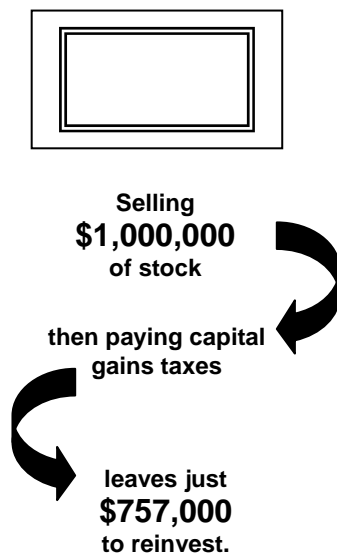 Selling
$1,000,000
of stock
then paying capital
gains taxes
leaves just
$757,000
to reinvest.